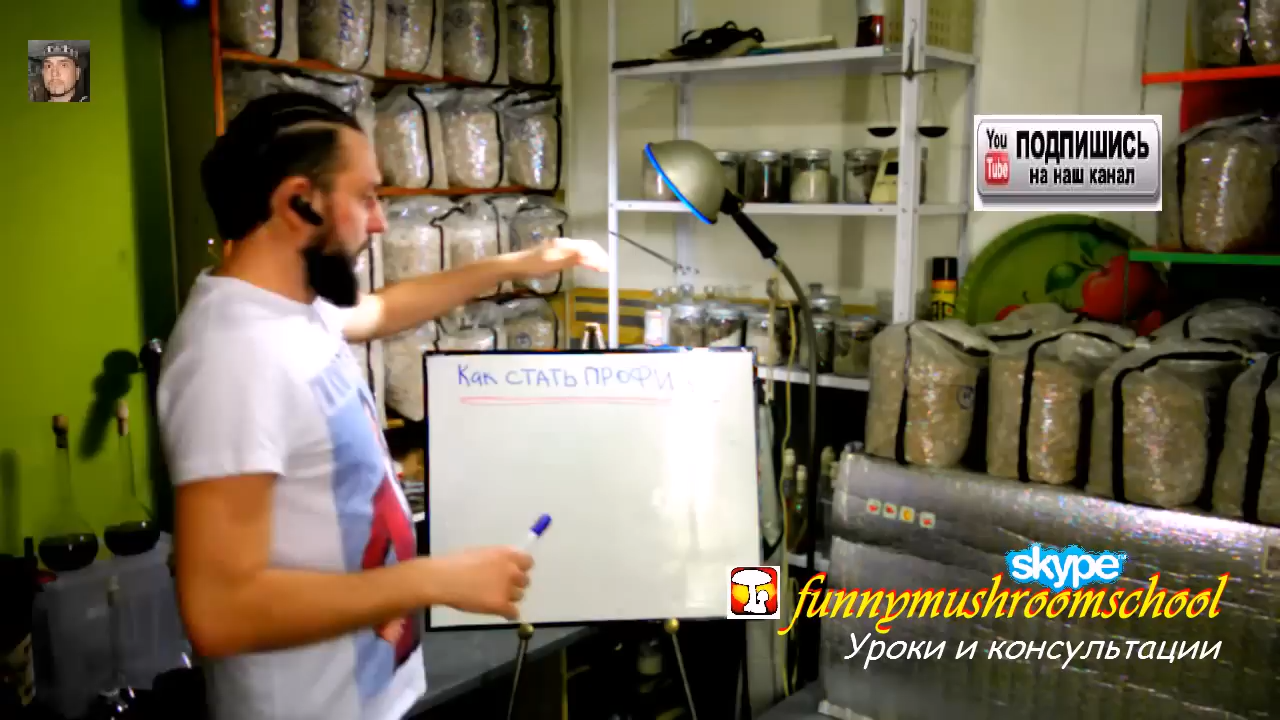 Как СТАТЬ ПРОФИ
You
Tube
ПОДПИШИСЬ
на наш канал
skype
funnymushroomschool
Уроки и консультации